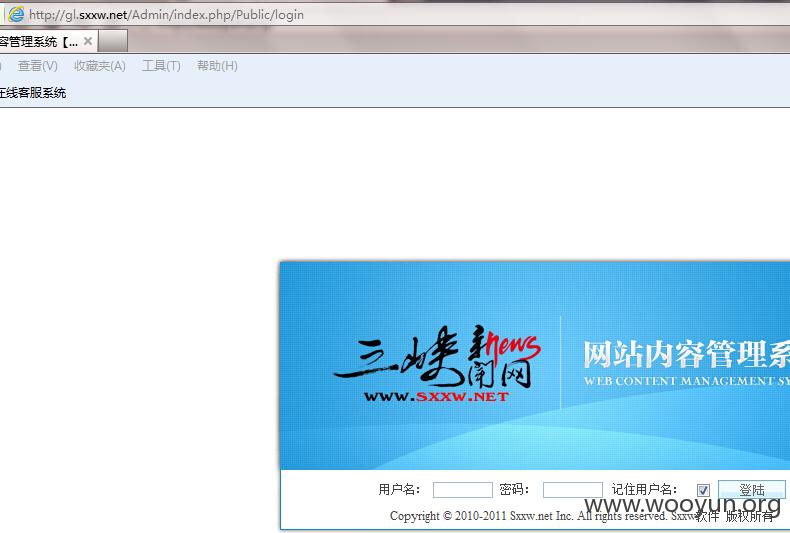 http://gl.sxxw.net/Admin/index.php/Public/login
容管理系统【...
查看(V) 收藏夹(A) 工具(T) 帮助(H)
在线客服系统
三峡新闻网 news
WWW.SXXW.NET
网站内容管理系
WEB CONTENT MANAGEMENT SY
用户名： 密码： 记住用户名： 登陆
Copyright © 2010-2011 Sxxw.net Inc. All rights reserved. Sxxw软件 版权所有
www.wooyun.org